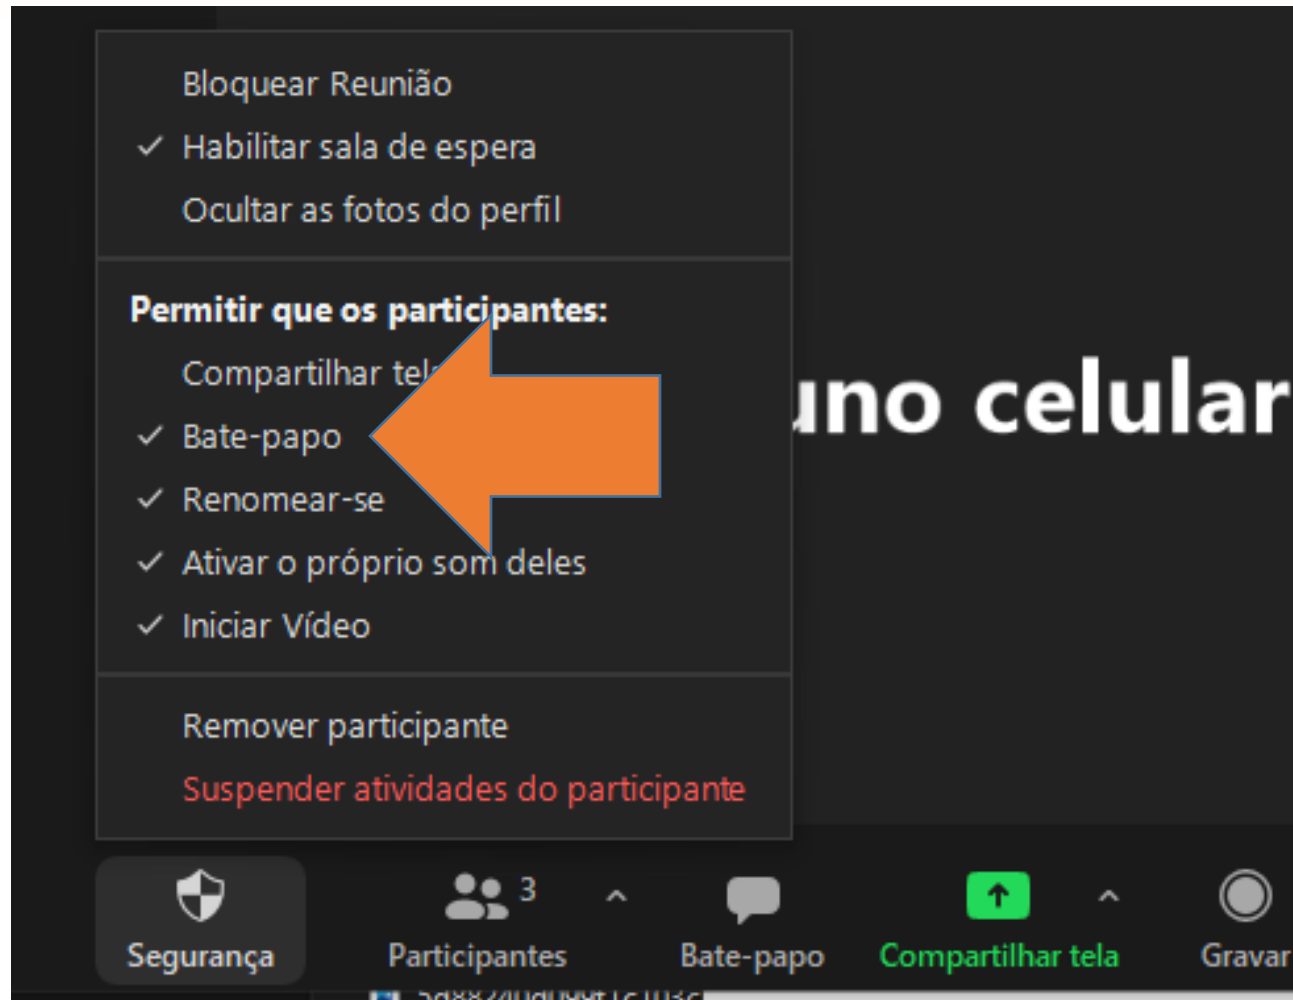 Bloquear Reunião
Habilitar sala de espera
Ocultar as fotos do perfil
Permitir que os participantes:
Compartilhar tela
Bate-papo
Renomear-se
Ativar o próprio som deles
Iniciar Vídeo
Remover participante
Suspender atividades do participante
uno celular
3
Segurança
Participantes
Bate-papo
Compartilhar tela
Gravar